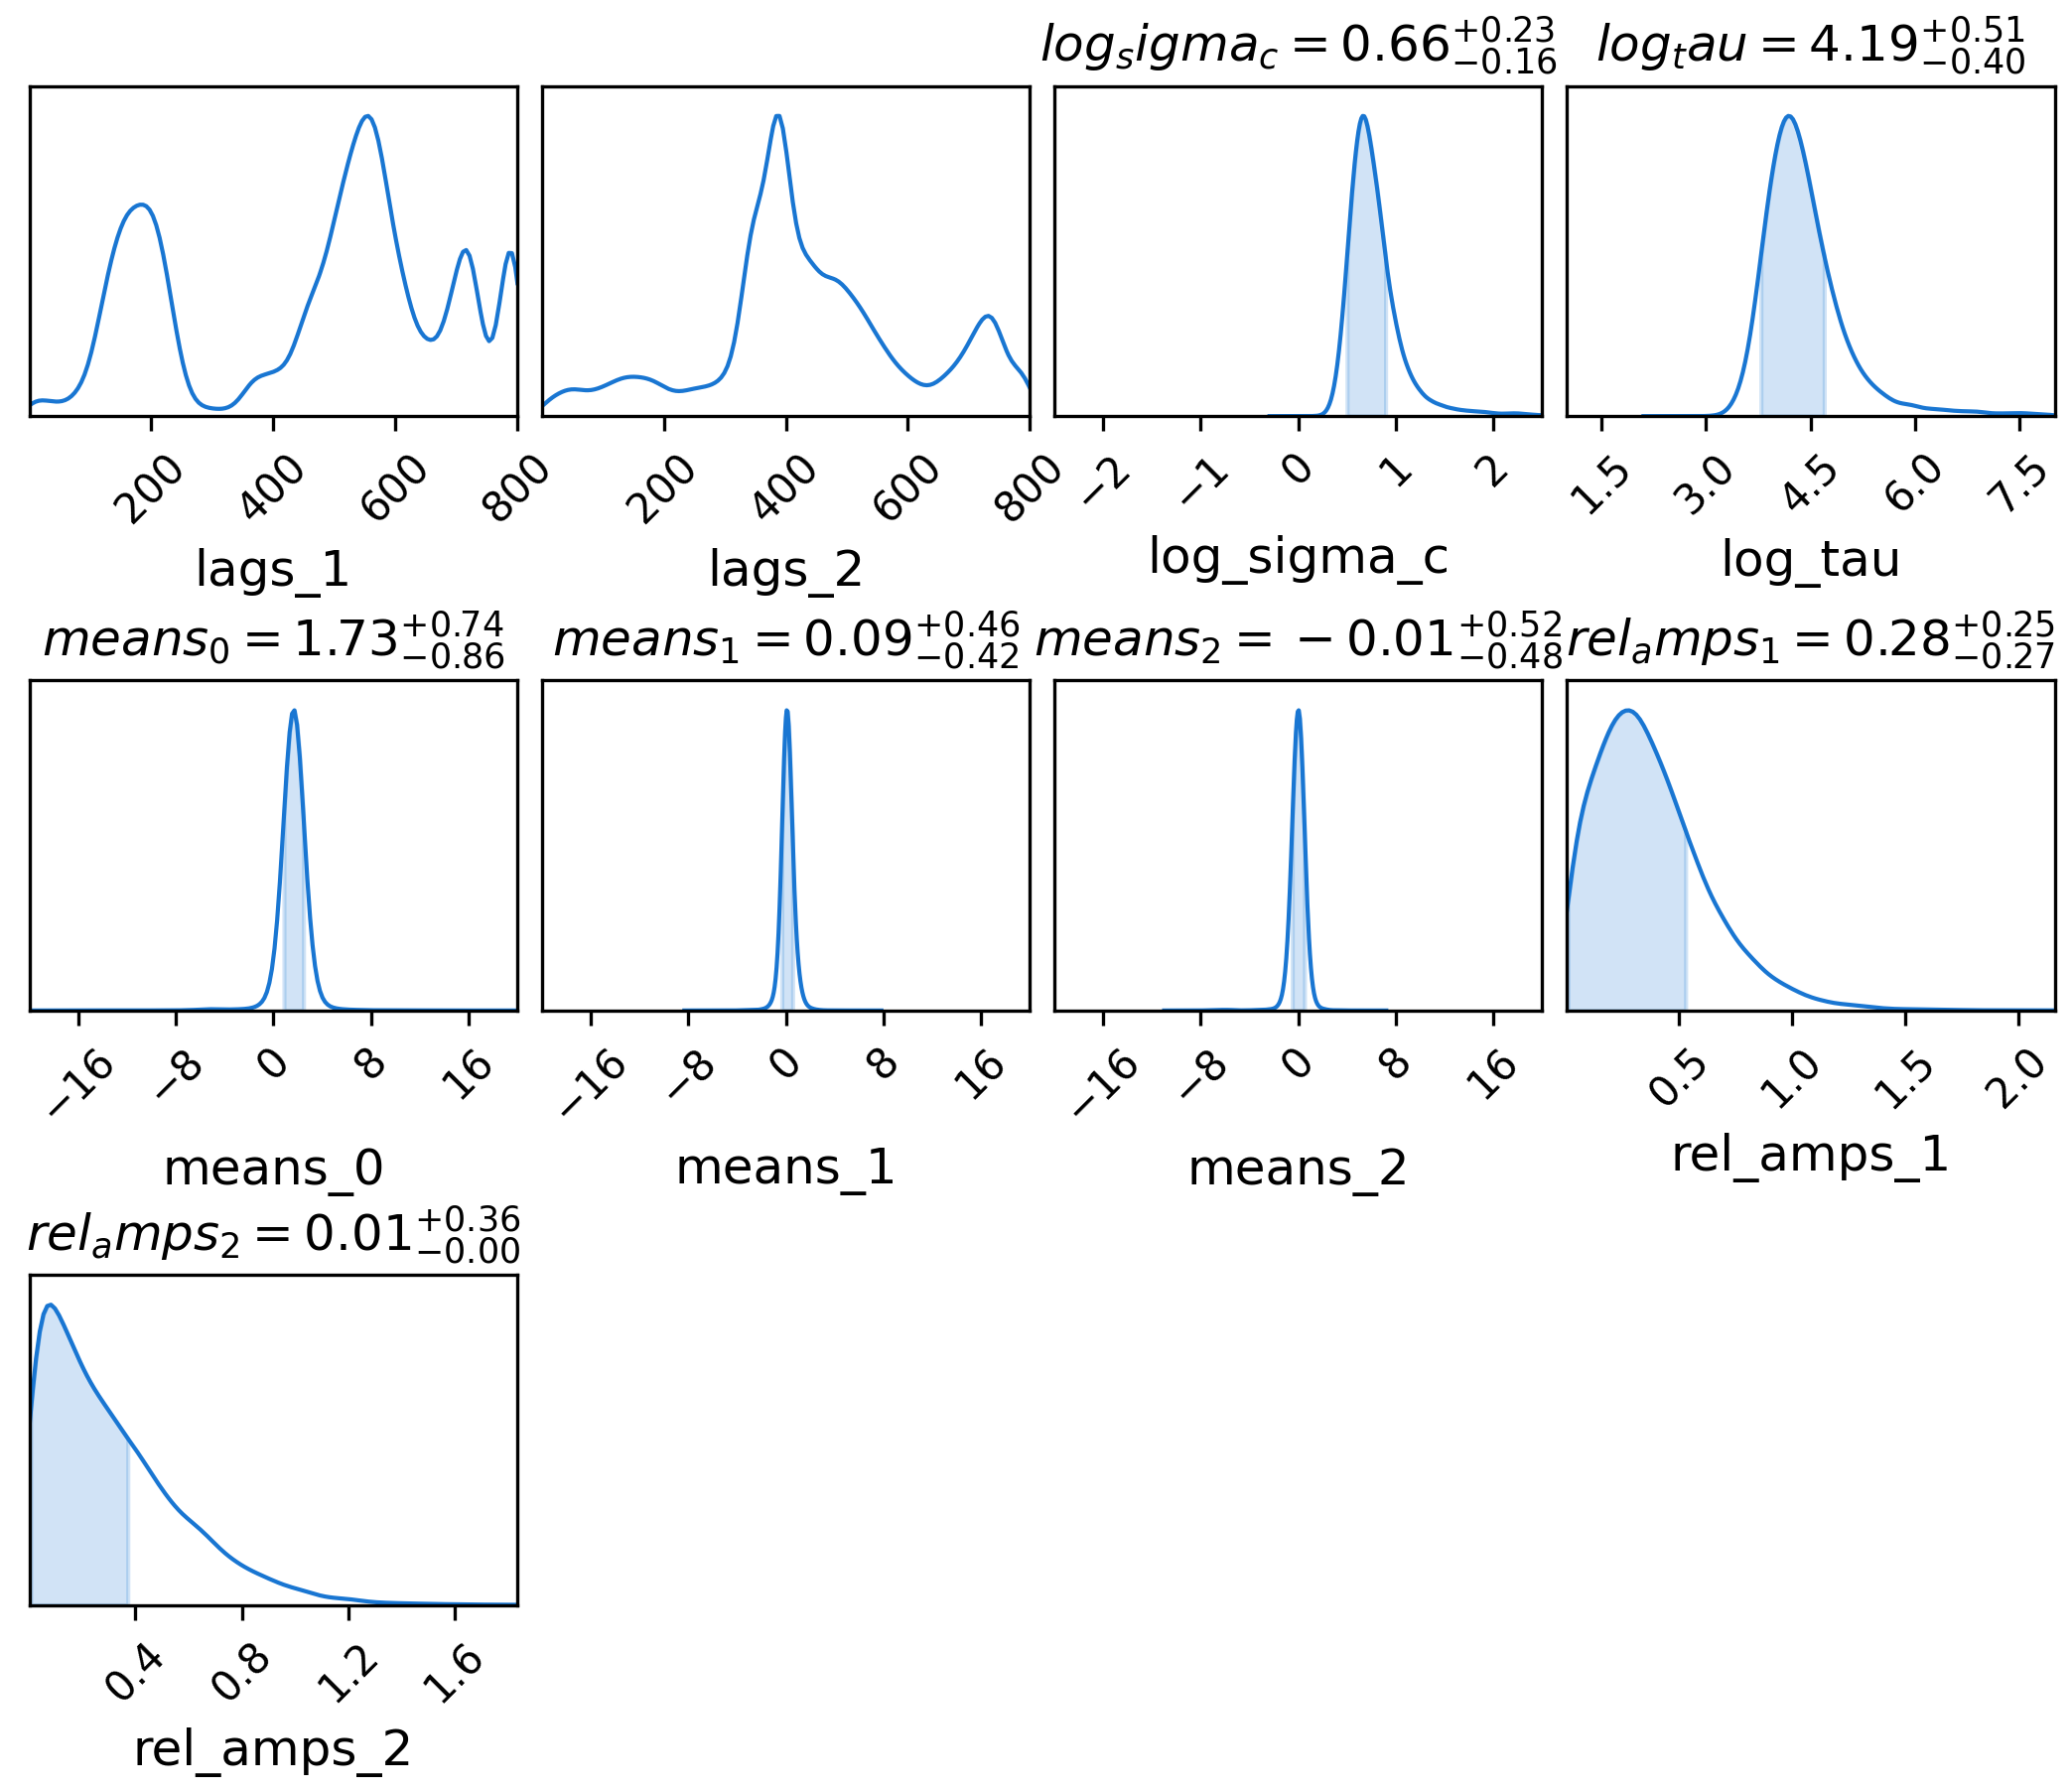 log_sigma_c = 0.66^{+0.23}_{-0.16} log_tau = 4.19^{+0.51}_{-0.40}
200 400 600 800 200 400 600 800 −2 −1 0 1 2 1.5 3.0 4.5 6.0 7.5
lags_1 lags_2 log_sigma_c log_tau
means_0 = 1.73^{+0.74}_{−0.86} means_1 = 0.09^{+0.46}_{−0.42} means_2 = −0.01^{+0.52}_{−0.48} rel_amps_1 = 0.28^{+0.25}_{−0.27}
−16 −8 0 8 16 −16 −8 0 8 16 −16 −8 0 8 16 0.5 1.0 1.5 2.0
means_0 means_1 means_2 rel_amps_1
rel_amps_2 = 0.01^{+0.36}_{−0.00}
0.4 0.8 1.2 1.6
rel_amps_2